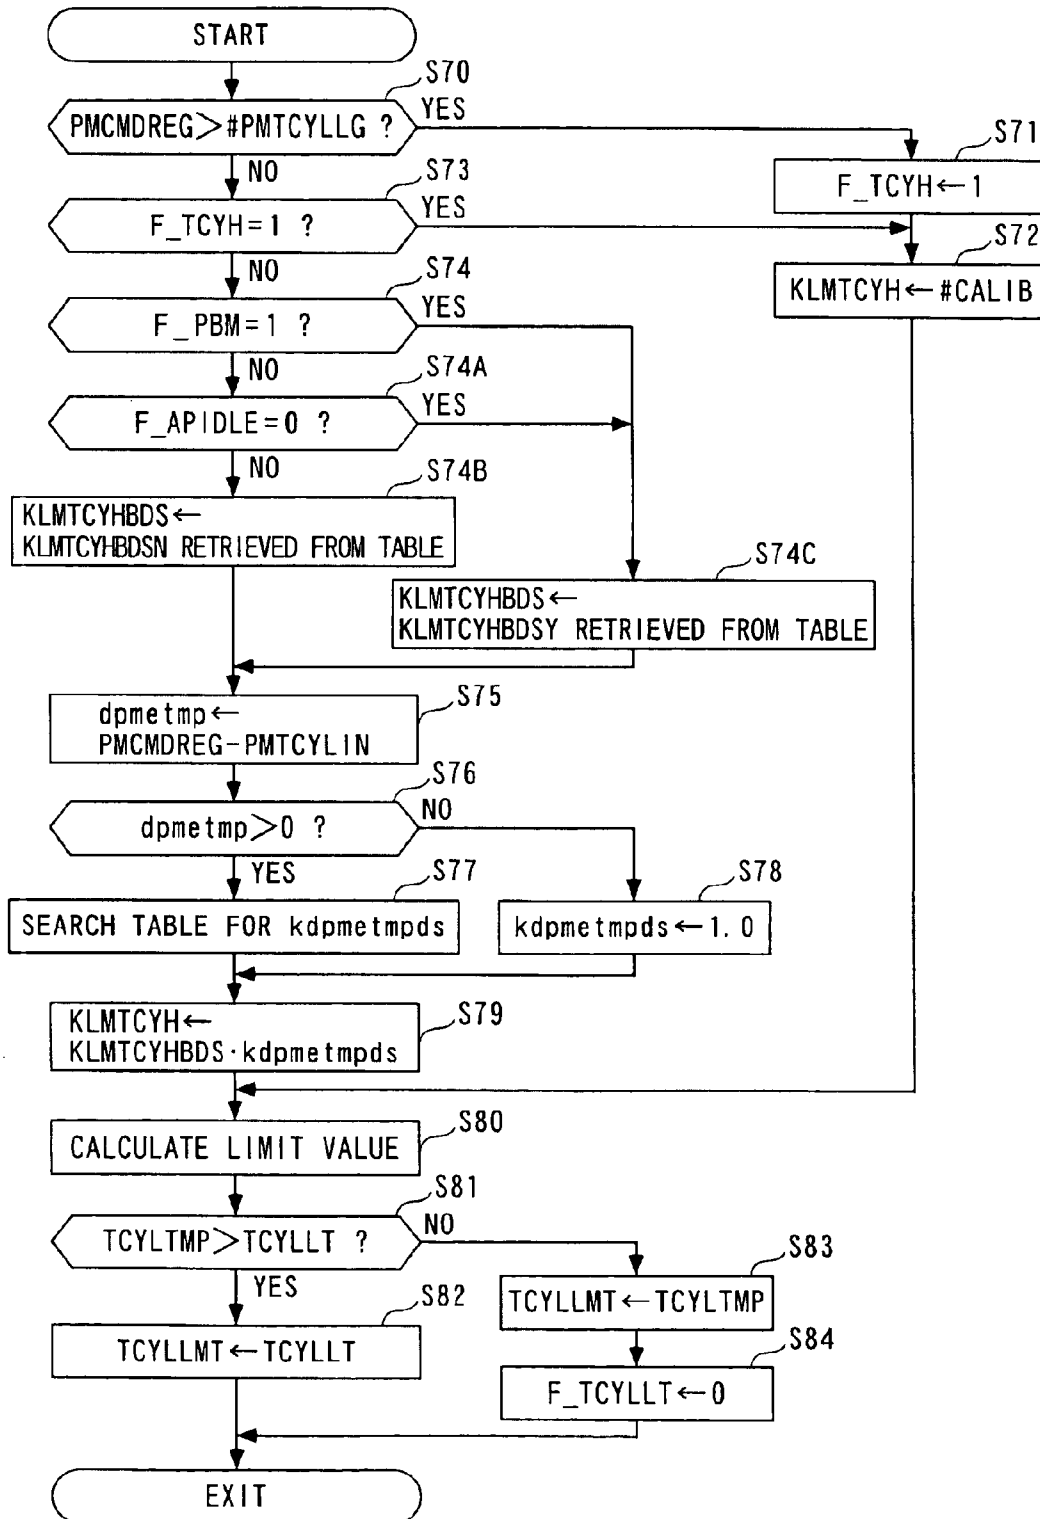 START
S70
PMCMDREG>#PMTCYLLG ?
YES
S71
F_TCYH←1
NO
S73
F_TCYH=1 ?
YES
S72
KLMTCYH←#CALIB
NO
S74
F_PBM=1 ?
YES
NO
S74A
F_APIDLE=0 ?
YES
NO
S74B
KLMTCYHBDS←
KLMTCYHBDSN RETRIEVED FROM TABLE
S74C
KLMTCYHBDS←
KLMTCYHBDSY RETRIEVED FROM TABLE
S75
dpmetmp←
PMCMDREG-PMTCYLIN
S76
dpmetmp>0 ?
NO
YES
S77
SEARCH TABLE FOR kdpmetmpds
S78
kdpmetmpds←1.0
S79
KLMTCYH←
KLMTCYHBDS·kdpmetmpds
S80
CALCULATE LIMIT VALUE
S81
TCYLTMP>TCYLLT ?
NO
YES
S83
TCYLLMT←TCYLTMP
S82
TCYLLMT←TCYLLT
S84
F_TCYLLT←0
EXIT